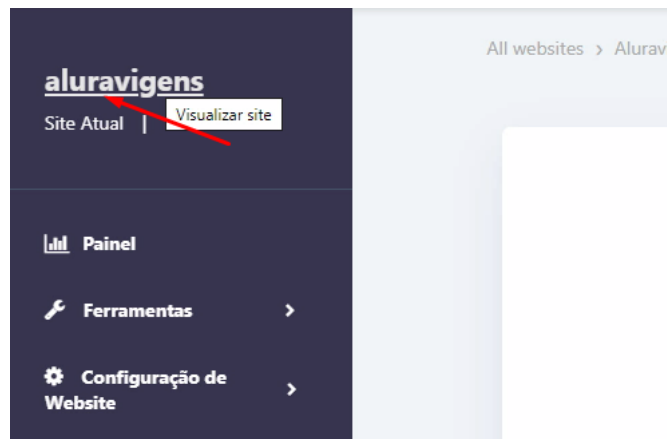 All websites > Alurav
aluravigens
Site Atual |
Visualizar site
Painel
Ferramentas
Configuração de
Website